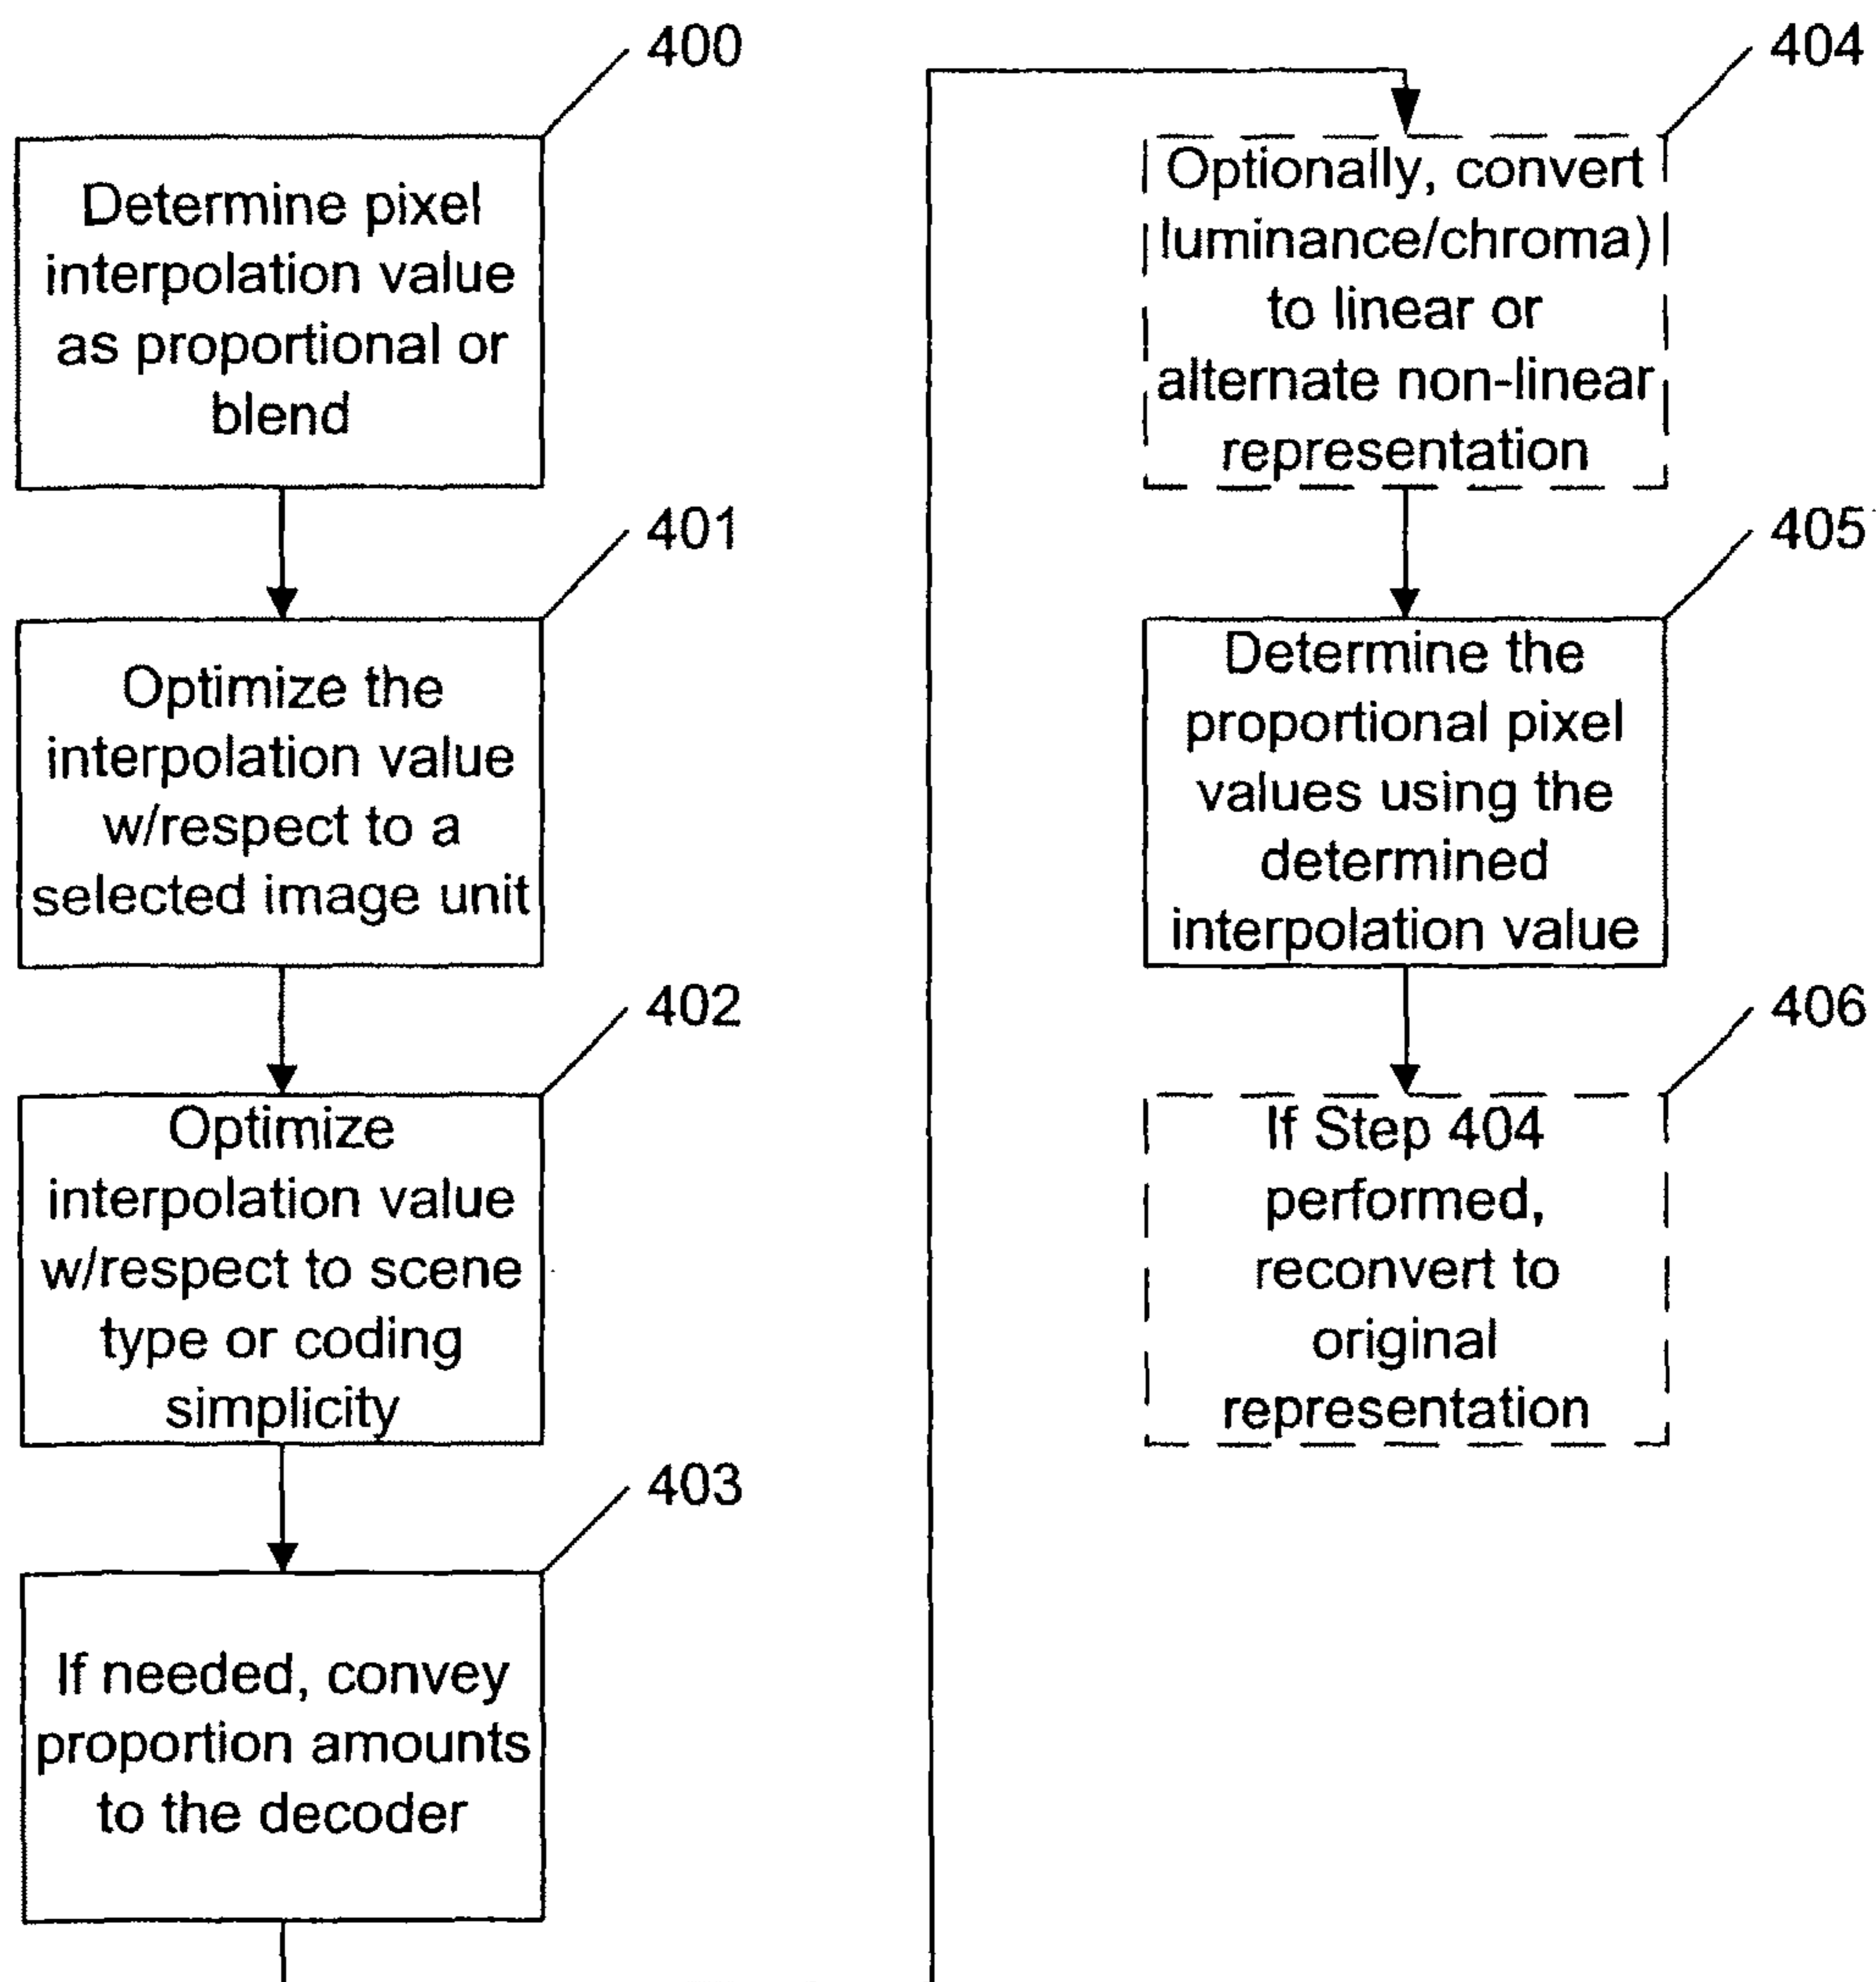 400
Determine pixel
interpolation value
as proportional or
blend
401
Optimize the
interpolation value
w/respect to a
selected image unit
402
Optimize
interpolation value
w/respect to scene
type or coding
simplicity
403
If needed, convey
proportion amounts
to the decoder
404
Optionally, convert
luminance/chroma)
to linear or
alternate non-linear
representation
405
Determine the
proportional pixel
values using the
determined
interpolation value
406
If Step 404
performed,
reconvert to
original
representation